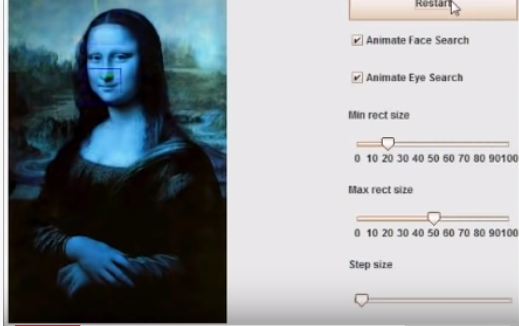 Restart
Animate Face Search
Animate Eye Search
Min rect size
0 10 20 30 40 50 60 70 80 90100
Max rect size
0 10 20 30 40 50 60 70 80 90100
Step size